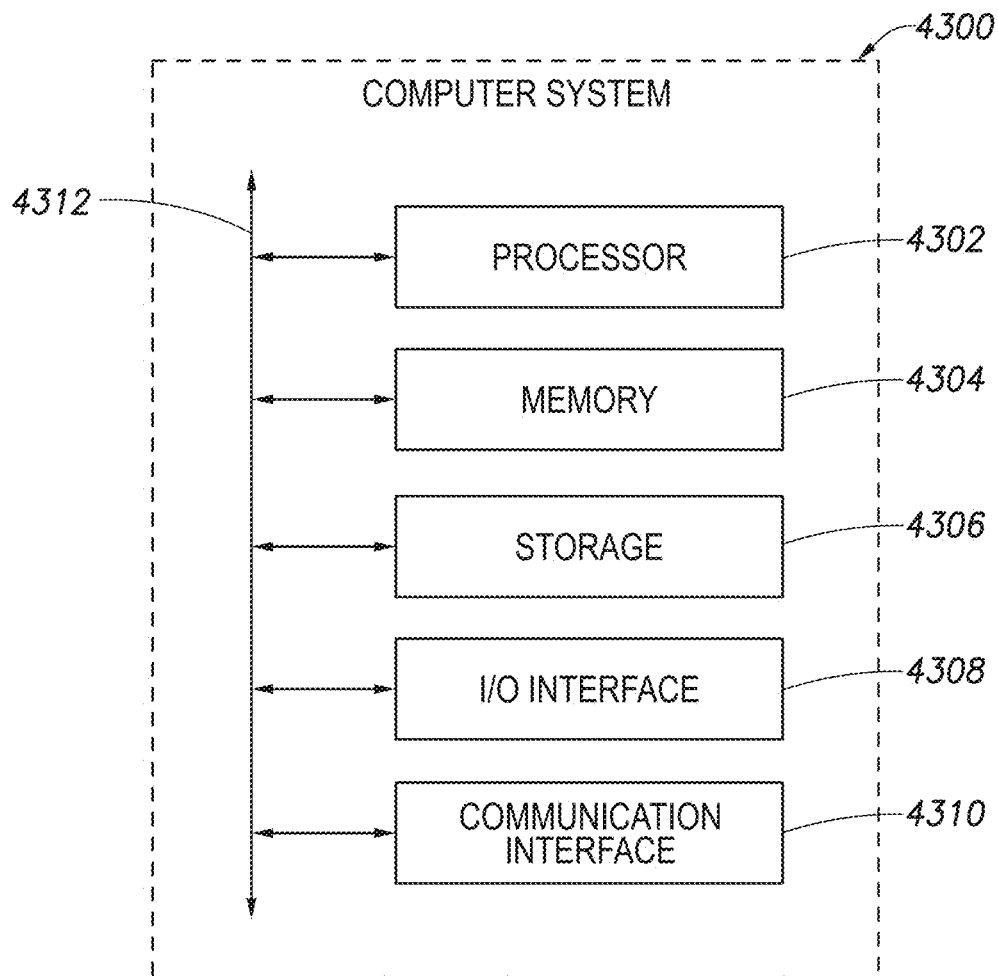 4300
COMPUTER SYSTEM
4312
PROCESSOR
4302
MEMORY
4304
STORAGE
4306
I/O INTERFACE
4308
COMMUNICATION
INTERFACE
4310